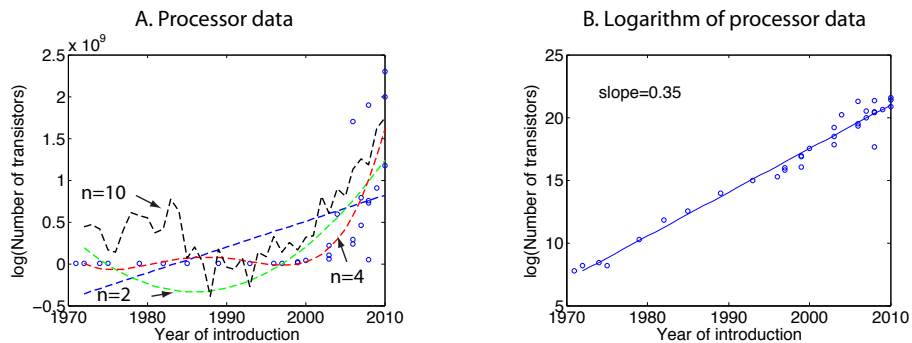 A. Processor data
x 10⁹
2.5
2
1.5
1
0.5
0
−0.5
log(Number of transistors)
n=10
n=2
n=4
1970 1980 1990 2000 2010
Year of introduction
B. Logarithm of processor data
25
20
15
10
5
log(Number of transistors)
slope=0.35
1970 1980 1990 2000 2010
Year of introduction